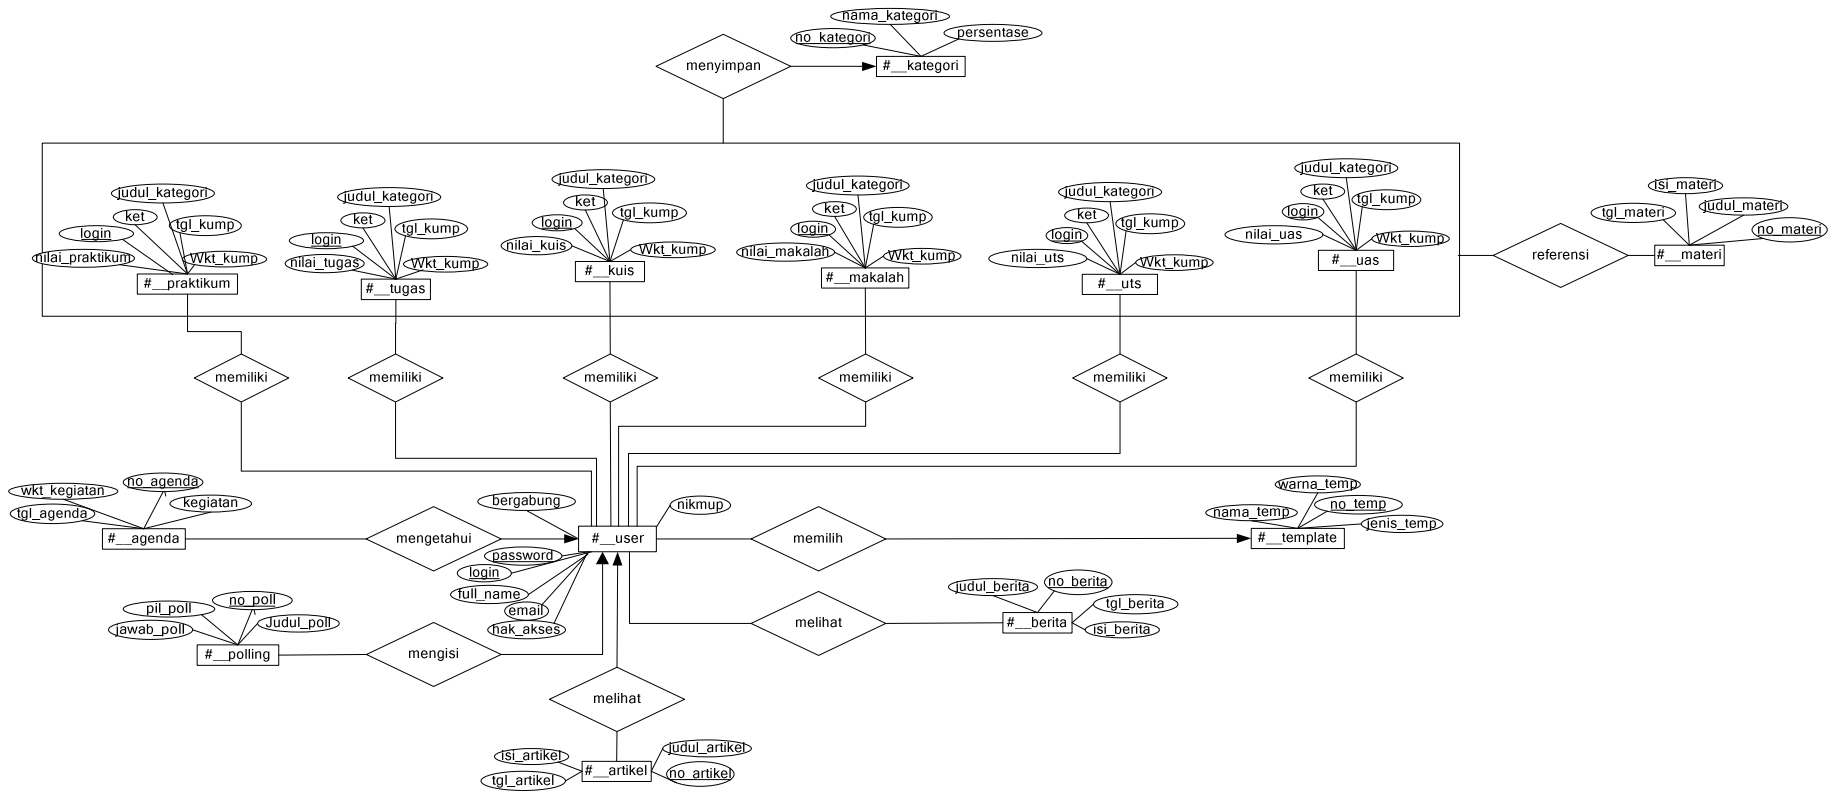 nama_kategori
no_kategori
persentase
menyimpan
#__kategori
judul_kategori
ket
login
tgl_kump
nilai_praktikum
Wkt_kump
#__praktikum
judul_kategori
ket
login
tgl_kump
nilai_tugas
Wkt_kump
#__tugas
judul_kategori
ket
login
tgl_kump
nilai_kuis
Wkt_kump
#__kuis
judul_kategori
ket
login
tgl_kump
nilai_makalah
Wkt_kump
#__makalah
judul_kategori
ket
login
tgl_kump
nilai_uts
Wkt_kump
#__uts
judul_kategori
ket
login
tgl_kump
nilai_uas
Wkt_kump
#__uas
isi_materi
tgl_materi
judul_materi
no_materi
referensi
#__materi
memiliki
memiliki
memiliki
memiliki
memiliki
memiliki
no_agenda
wkt_kegiatan
kegiatan
tgl_agenda
#__agenda
mengetahui
bergabung
nikmup
#__user
password
login
full_name
email
hak_akses
memilih
warna_temp
no_temp
nama_temp
jenis_temp
#__template
no_poll
pil_poll
Judul_poll
jawab_poll
#__polling
mengisi
melihat
judul_berita
no_berita
tgl_berita
isi_berita
#__berita
melihat
isi_artikel
judul_artikel
tgl_artikel
no_artikel
#__artikel